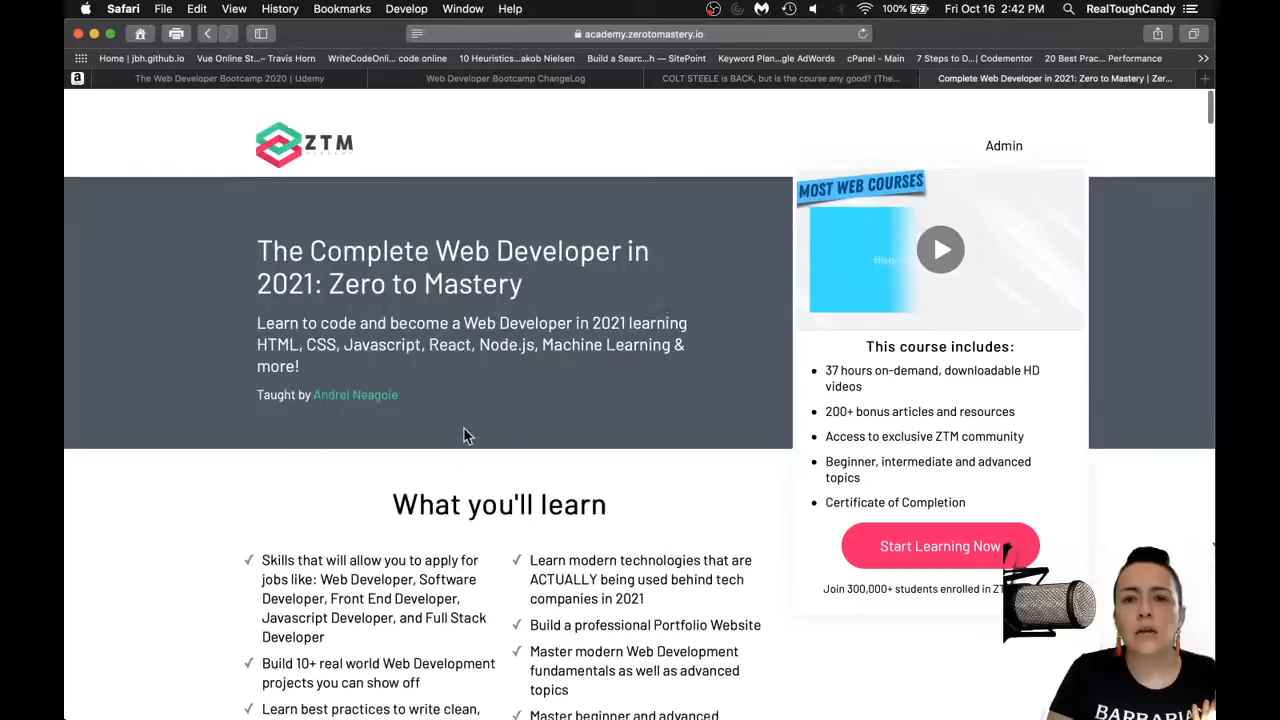 Safari File Edit View History Bookmarks Develop Window Help 100% Fri Oct 16 2:42 PM RealToughCandy
academy.zerotomastery.io
Home | jbh.github.io Vue Online St...– Travis Horn WriteCodeOnli... code online 10 Heuristics...akob Nielsen Build a Search...h — SitePoint Keyword Plan...gle AdWords cPanel - Main 7 Steps to D...| Codementor 20 Best Prac... Performance
a The Web Developer Bootcamp 2020 | Udemy Web Developer Bootcamp ChangeLog COLT STEELE is BACK, but is the course any good? (The... Complete Web Developer in 2021: Zero to Mastery | Zer...
ZTM
Admin
MOST WEB COURSES
The Complete Web Developer in
2021: Zero to Mastery
Learn to code and become a Web Developer in 2021 learning
HTML, CSS, Javascript, React, Node.js, Machine Learning &
more!
Taught by Andrei Neagoie
This course includes:
37 hours on-demand, downloadable HD
videos
200+ bonus articles and resources
Access to exclusive ZTM community
Beginner, intermediate and advanced
topics
Certificate of Completion
Start Learning Now
Join 300,000+ students enrolled in
What you'll learn
✓ Skills that will allow you to apply for
jobs like: Web Developer, Software
Developer, Front End Developer,
Javascript Developer, and Full Stack
Developer
✓ Build 10+ real world Web Development
projects you can show off
✓ Learn best practices to write clean,
✓ Learn modern technologies that are
ACTUALLY being used behind tech
companies in 2021
✓ Build a professional Portfolio Website
✓ Master modern Web Development
fundamentals as well as advanced
topics
Master beginner and advanced